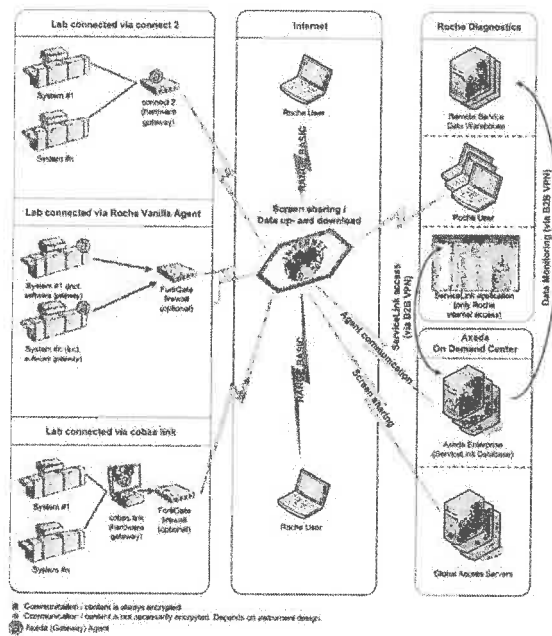 Lab connected via connect 2
System #1
connect 2
(hardware
gateway)
System #n
Lab connected via Roche Vanilla Agent
System #1 (incl.
software gateway)
FortiGate
firewall
(optional)
System #n (incl.
software gateway)
Lab connected via cobas link
System #1
cobas link
(hardware
gateway)
FortiGate
firewall
(optional)
System #n
Internet
Roche User
RANGE BASIC
Screen sharing /
Data up- and download
INTERNET
RANGE BASIC
Roche User
Agent communication
Screen sharing
ServiceLink access
(via B2B VPN)
Roche Diagnostics
Remote Service
Data Warehouse
Roche User
ServiceLink application
(only Roche
internal access)
Axeda
On Demand Center
Axeda Enterprise
(ServiceLink Database)
Global Access Servers
Data Monitoring (via B2B VPN)
Communication / content is always encrypted
Communication / content is not necessarily encrypted. Depends on instrument design.
Axeda (Gateway) Agent